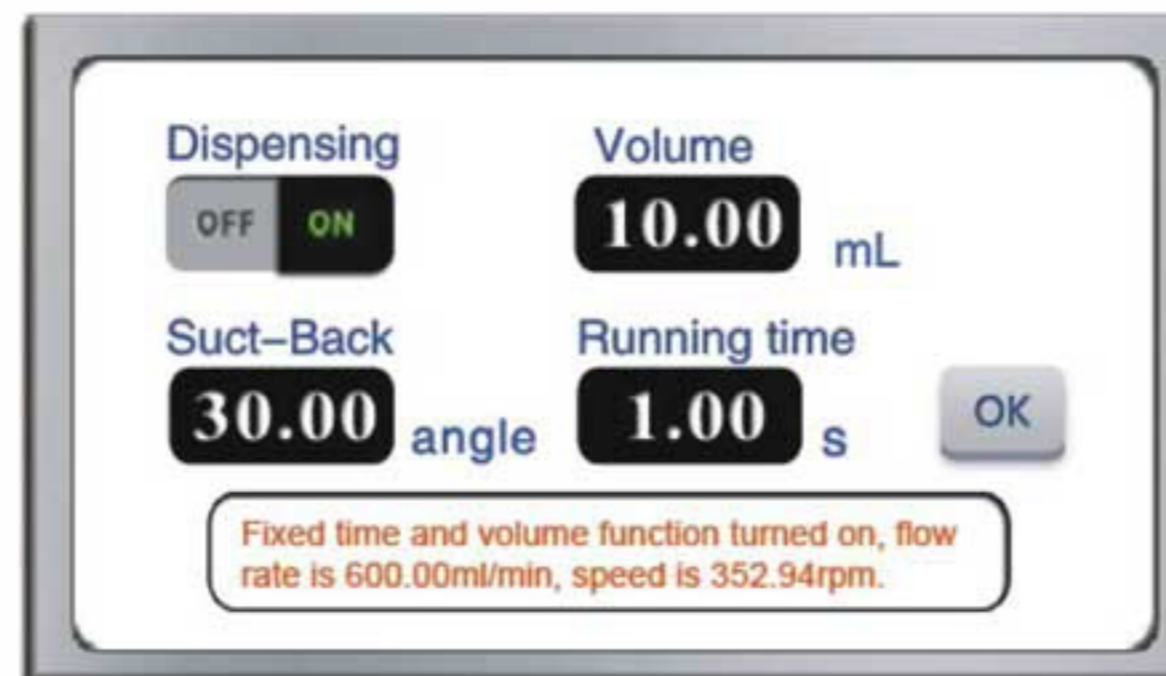 Dispensing
Volume
OFF ON
10.00 mL
Suct-Back
Running time
30.00 angle
1.00 s
OK
Fixed time and volume function turned on, flow
rate is 600.00ml/min, speed is 352.94rpm.